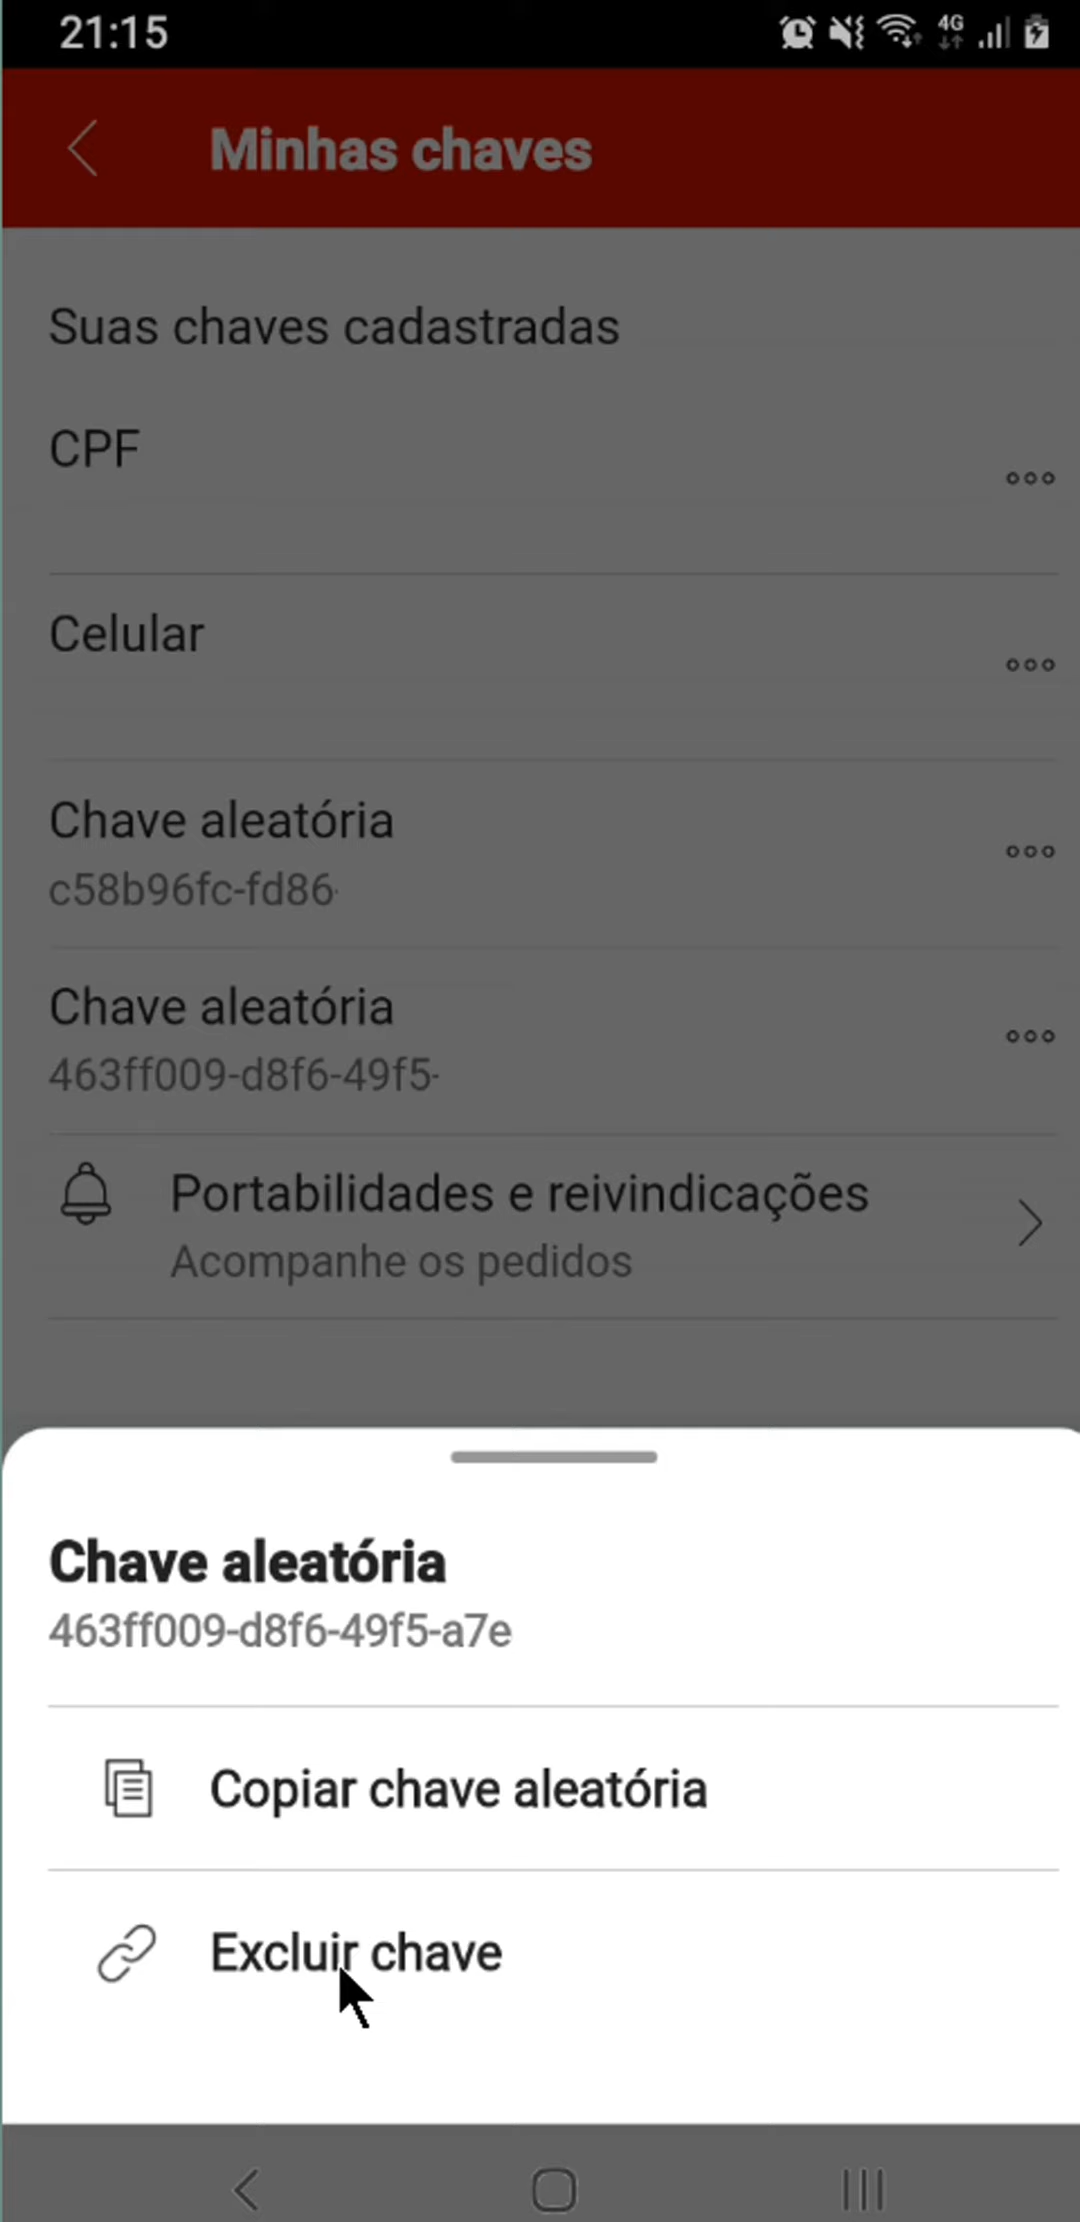 21:15
4G
Minhas chaves
Suas chaves cadastradas
CPF
Celular
Chave aleatória
c58b96fc-fd86-
Chave aleatória
463ff009-d8f6-49f5-
Portabilidades e reivindicações
Acompanhe os pedidos
Chave aleatória
463ff009-d8f6-49f5-a7e
Copiar chave aleatória
Excluir chave